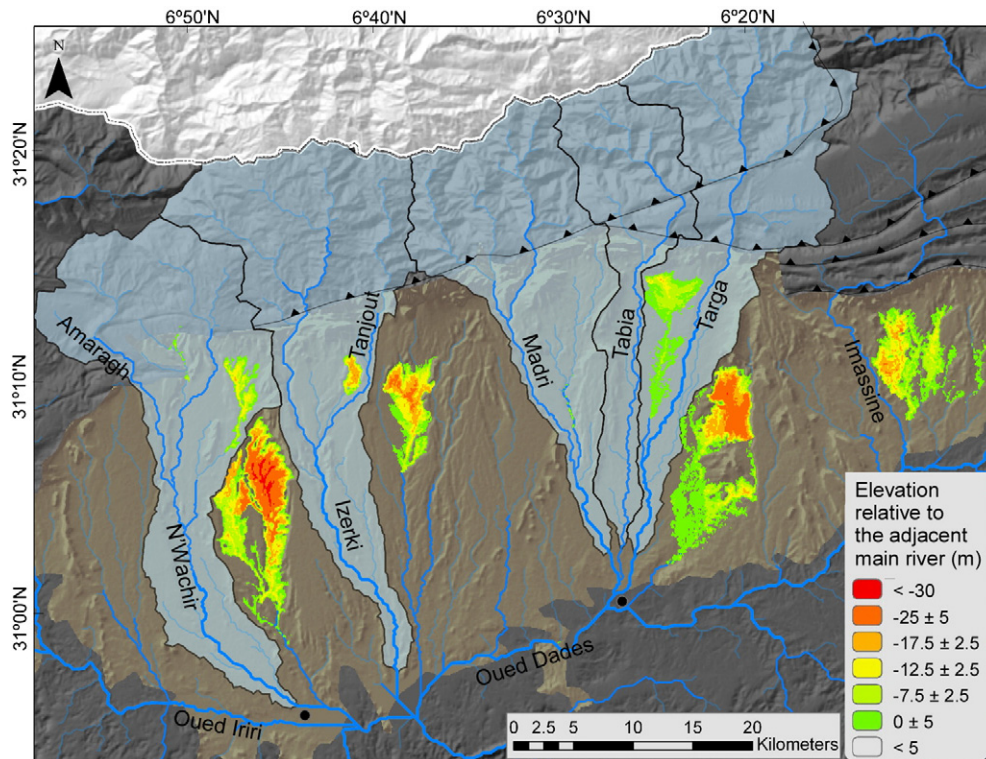 6°50'O 6°40'O 6°30'O 6°20'O
N
31°20'N
31°10'N
31°00'N
Amaragh
Tanjout
Madri
Tabia
Targa
Imassine
N'Wachir
Izerki
Oued Iriri
Oued Dades
Elevation
relative to
the adjacent
main river (m)
< -30
-25 ± 5
-17.5 ± 2.5
-12.5 ± 2.5
-7.5 ± 2.5
0 ± 5
< 5
0 2.5 5 10 15 20
Kilometers